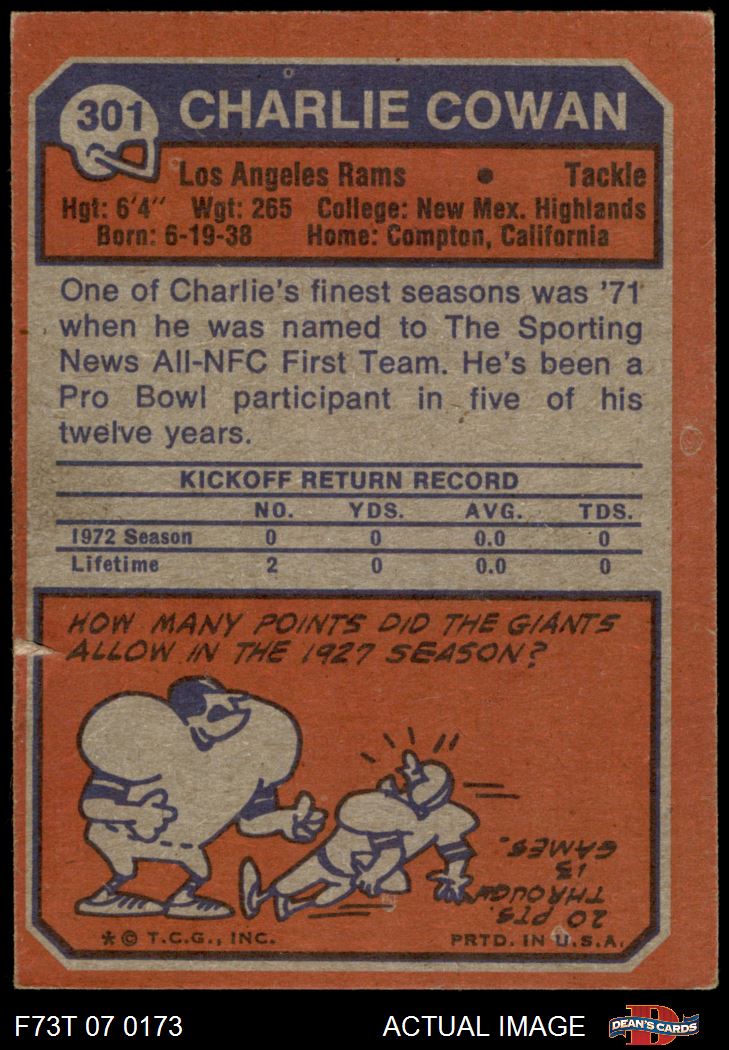 301 CHARLIE COWAN
Los Angeles Rams • Tackle
Hgt: 6'4" Wgt: 265 College: New Mex. Highlands
Born: 6-19-38 Home: Compton, California
One of Charlie's finest seasons was '71
when he was named to The Sporting
News All-NFC First Team. He's been a
Pro Bowl participant in five of his
twelve years.
KICKOFF RETURN RECORD
NO. YDS. AVG. TDS.
1972 Season 0 0 0.0 0
Lifetime 2 0 0.0 0
HOW MANY POINTS DID THE GIANTS
ALLOW IN THE 1927 SEASON?
20 PTS.
THROUGH
13
GAMES.
* © T.C.G., INC. PRTD. IN U.S.A.
F73T 07 0173 ACTUAL IMAGE DEAN'S CARDS